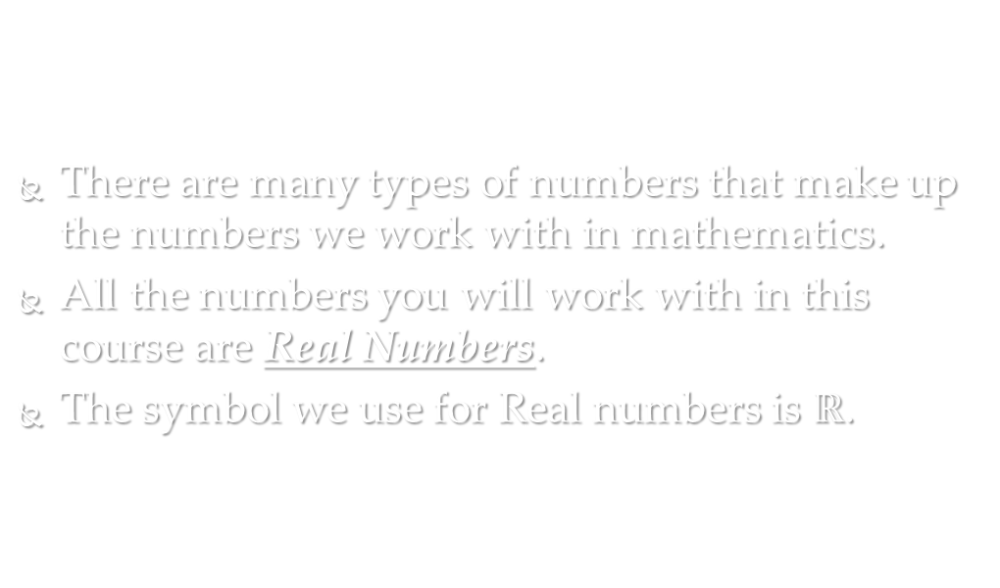 There are many types of numbers that make up
the numbers we work with in mathematics.
All the numbers you will work with in this
course are Real Numbers.
The symbol we use for Real numbers is ℝ.